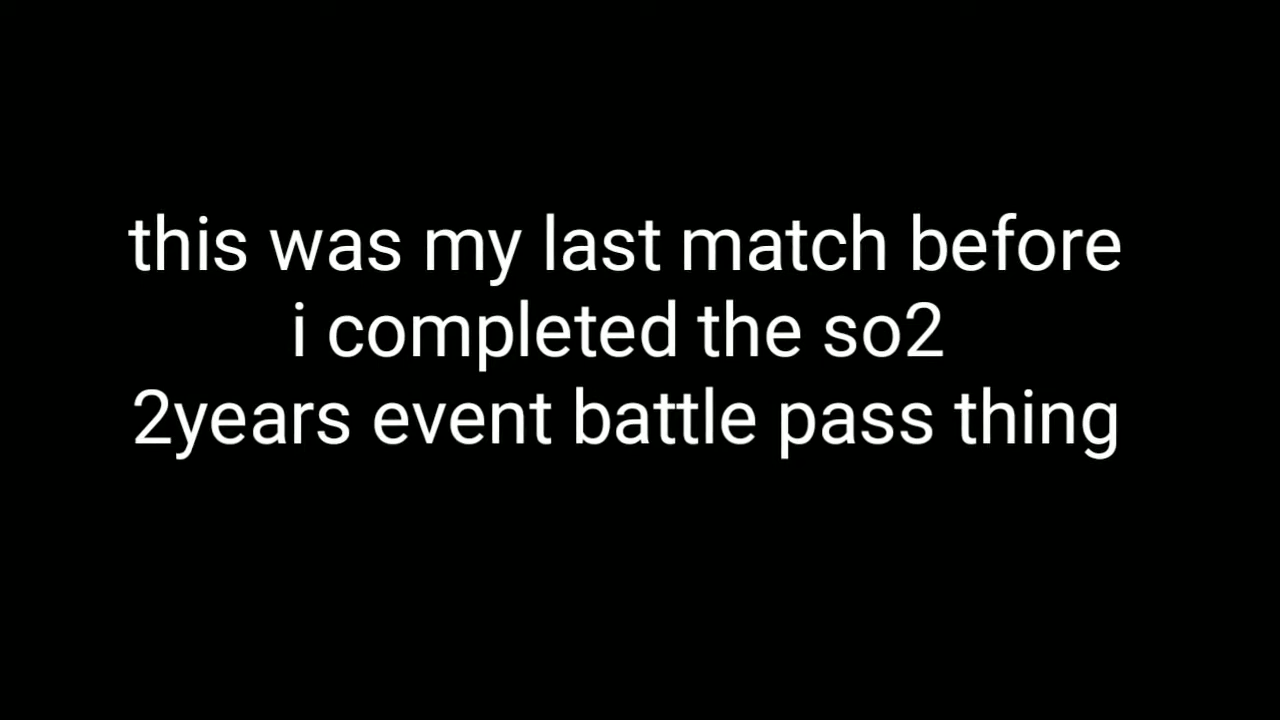 this was my last match before
i completed the so2
2years event battle pass thing